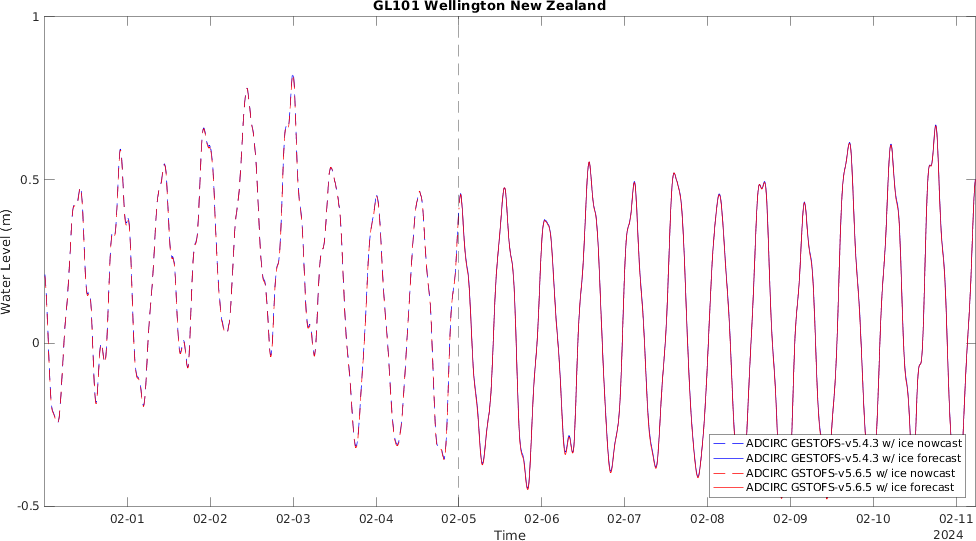 GL101 Wellington New Zealand
1
0.5
0
-0.5
Water Level (m)
ADCIRC GESTOFS-v5.4.3 w/ ice nowcast
ADCIRC GESTOFS-v5.4.3 w/ ice forecast
ADCIRC GSTOFS-v5.6.5 w/ ice nowcast
ADCIRC GSTOFS-v5.6.5 w/ ice forecast
02-01 02-02 02-03 02-04 02-05 02-06 02-07 02-08 02-09 02-10 02-11
Time 2024